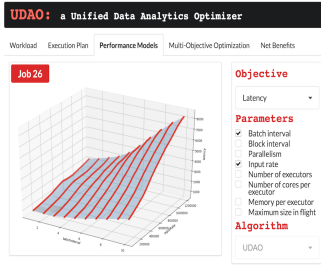 UDAO: a Unified Data Analytics Optimizer
Workload Execution Plan Performance Models Multi-Objective Optimization Net Benefits
Job 26
Objective
Latency
Parameters
Batch interval
Block interval
Parallelism
Input rate
Number of executors
Number of cores per
executor
Memory per executor
Maximum size in flight
Algorithm
UDAO